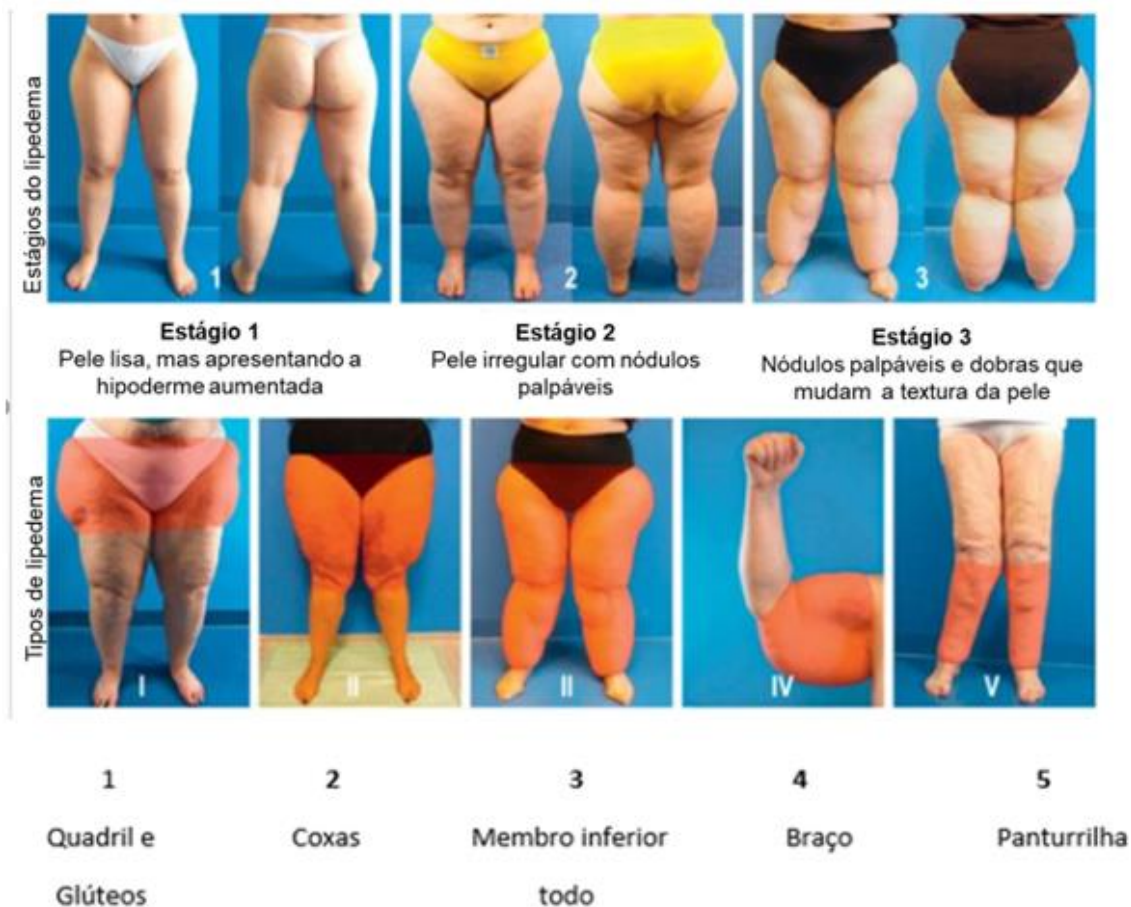 Estágios do lipedema
1
2
3
Estágio 1
Pele lisa, mas apresentando a
hipoderme aumentada
Estágio 2
Pele irregular com nódulos
palpáveis
Estágio 3
Nódulos palpáveis e dobras que
mudam a textura da pele
Tipos de lipedema
I
II
II
IV
V
1
2
3
4
5
Quadril e
Glúteos
Coxas
Membro inferior
todo
Braço
Panturrilha